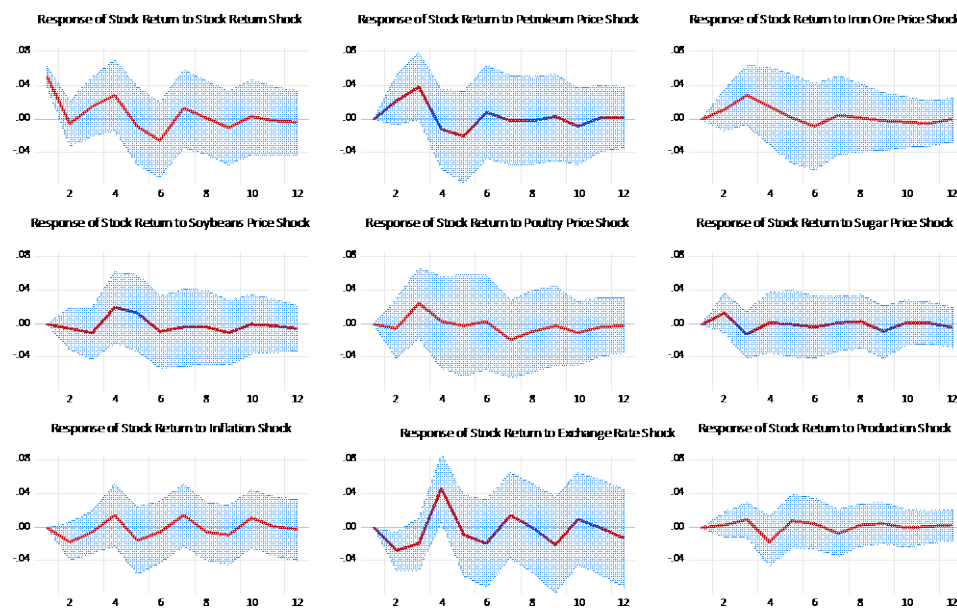 Response of Stock Return to Stock Return Shock
Response of Stock Return to Petroleum Price Shock
Response of Stock Return to Iron Ore Price Shock
.08
.04
.00
-.04
2 4 6 8 10 12
.08
.04
.00
-.04
2 4 6 8 10 12
.08
.04
.00
-.04
2 4 6 8 10 12
Response of Stock Return to Soybeans Price Shock
Response of Stock Return to Poultry Price Shock
Response of Stock Return to Sugar Price Shock
.08
.00
-.04
2 4 6 8 10 12
.08
.00
-.04
2 4 6 8 10 12
.08
.00
-.04
2 4 6 8 10 12
Response of Stock Return to Inflation Shock
Response of Stock Return to Exchange Rate Shock
Response of Stock Return to Production Shock
.08
.04
.00
-.04
2 4 6 8 10 12
.08
.04
.00
-.04
2 4 6 8 10 12
.08
.04
.00
-.04
2 4 6 8 10 12